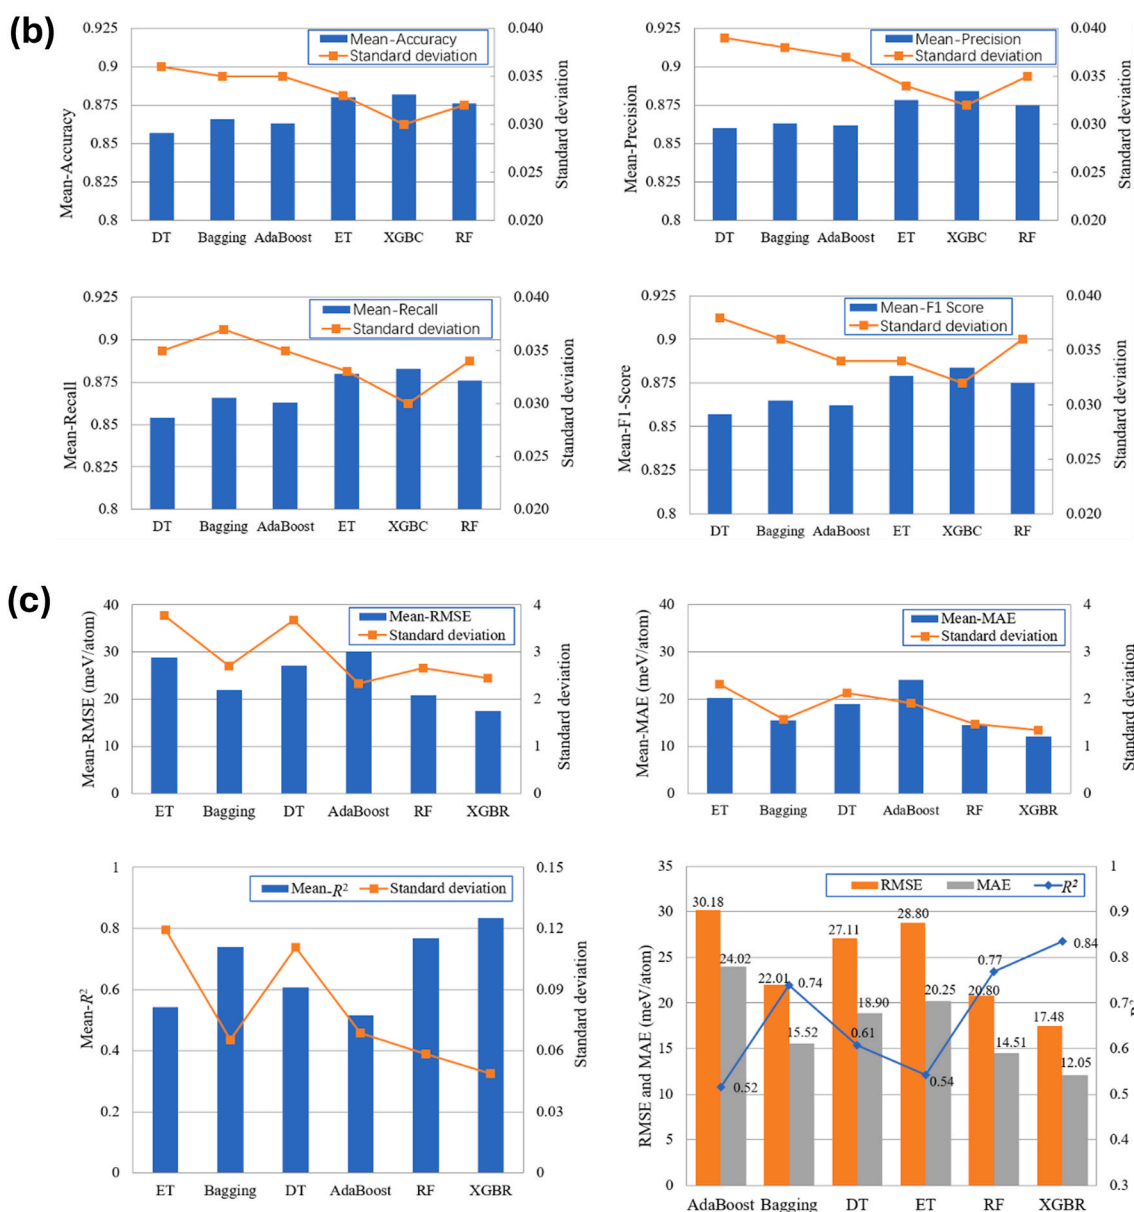 (b)
0.925
0.9
0.875
0.85
0.825
0.8
Mean-Accuracy
Mean-Accuracy
Standard deviation
0.040
0.035
0.030
0.025
0.020
Standard deviation
DT Bagging AdaBoost ET XGBC RF
0.925
0.9
0.875
0.85
0.825
0.8
Mean-Precision
Mean-Precision
Standard deviation
0.040
0.035
0.030
0.025
0.020
Standard deviation
DT Bagging AdaBoost ET XGBC RF
0.925
0.9
0.875
0.85
0.825
0.8
Mean-Recall
Mean-Recall
Standard deviation
0.040
0.035
0.030
0.025
0.020
Standard deviation
DT Bagging AdaBoost ET XGBC RF
0.925
0.9
0.875
0.85
0.825
0.8
Mean-F1-Score
Mean-F1 Score
Standard deviation
0.040
0.035
0.030
0.025
0.020
Standard deviation
DT Bagging AdaBoost ET XGBC RF
(c)
40
30
20
10
0
Mean-RMSE (meV/atom)
Mean-RMSE
Standard deviation
4
3
2
1
0
Standard deviation
ET Bagging DT AdaBoost RF XGBR
40
30
20
10
0
Mean-MAE (meV/atom)
Mean-MAE
Standard deviation
4
3
2
1
0
Standard deviation
ET Bagging DT AdaBoost RF XGBR
1
0.8
0.6
0.4
0.2
0
Mean-R²
Mean-R² Standard deviation
0.15
0.12
0.09
0.06
0.03
0
Standard deviation
ET Bagging DT AdaBoost RF XGBR
35
30
25
20
15
10
5
0
RMSE and MAE (meV/atom)
RMSE MAE R²
30.18
24.02
0.52
22.01
15.52
0.74
27.11
18.90
0.61
28.80
20.25
0.54
20.80
14.51
0.77
17.48
12.05
0.84
1
0.9
0.8
0.7
0.6
0.5
0.4
0.3
AdaBoost Bagging DT ET RF XGBR